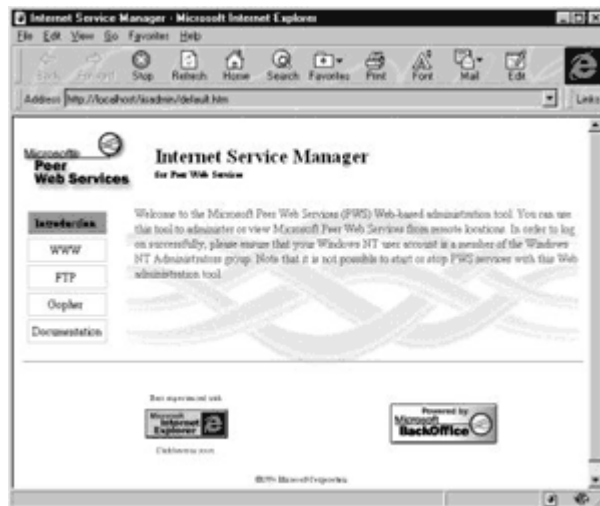 Internet Service Manager - Microsoft Internet Explorer
File Edit View Go Favorites Help
Back Forward Stop Refresh Home Search Favorites Print Font Mail Edit
Address http://localhost/iisadmin/default.htm Links
Microsoft
Peer
Web Services
Internet Service Manager
for Peer Web Services
Introduction
WWW
FTP
Gopher
Documentation
Welcome to the Microsoft Peer Web Services (PWS) Web-based administration tool. You can use
this tool to administer or view Microsoft Peer Web Services from remote locations. In order to log
on successfully, please ensure that your Windows NT user account is a member of the Windows
NT Administrators group. Note that it is not possible to start or stop PWS services with this Web
administration tool.
Best experienced with
Microsoft
Internet
Explorer
Powered by
Microsoft
BackOffice
Microsoft Corporation